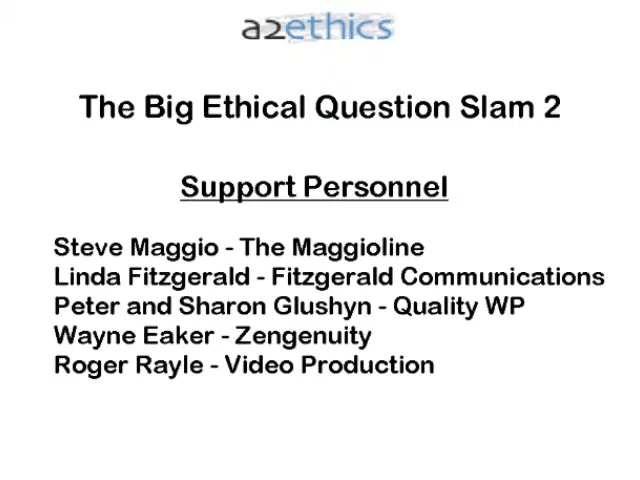 a2ethics
The Big Ethical Question Slam 2
Support Personnel
Steve Maggio - The Maggioline
Linda Fitzgerald - Fitzgerald Communications
Peter and Sharon Glushyn - Quality WP
Wayne Eaker - Zengenuity
Roger Rayle - Video Production